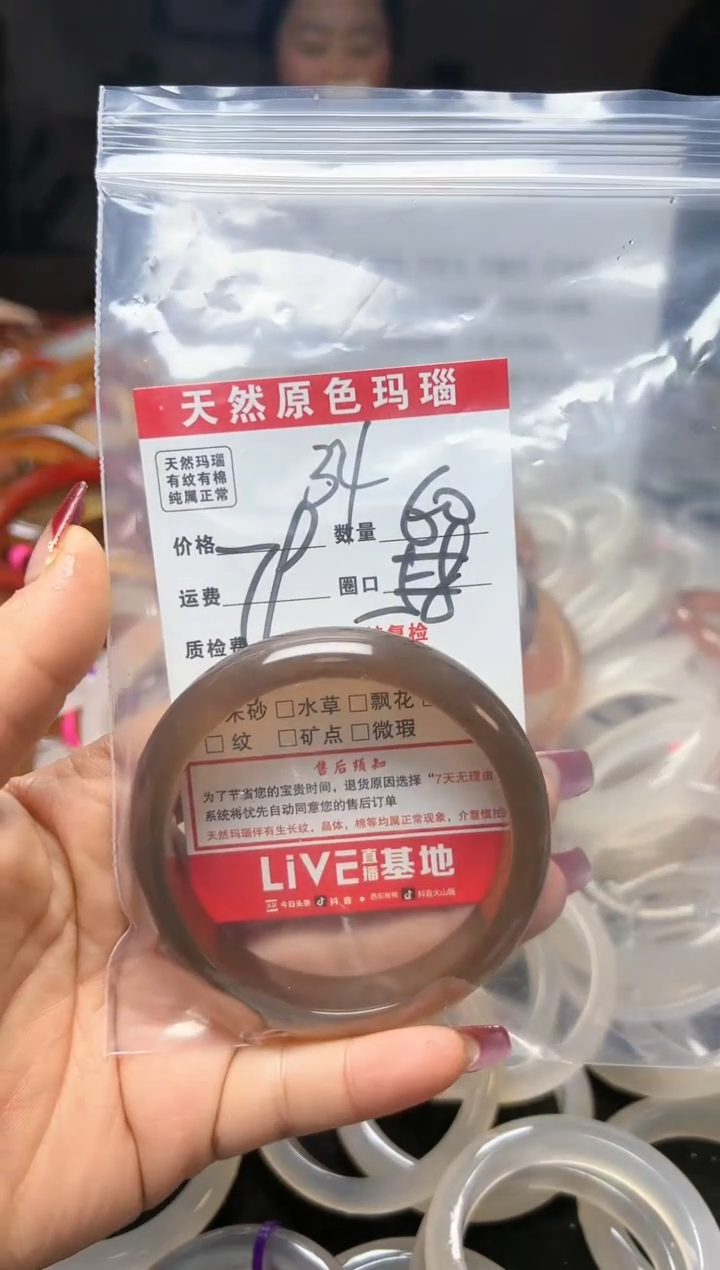 天然原色玛瑙
天然玛瑙
有纹有棉
纯属正常
价格 数量
运费 圈口
质检费 复检
朱砂 □水草 □飘花 □
□ 纹 □矿点 □微瑕
售后须知
为了节省您的宝贵时间，退货原因选择“7天无理由
系统将优先自动同意您的售后订单
天然玛瑙伴有生长纹、晶体，棉等均属正常现象，介意慎拍
LiVE直播基地
今日头条 抖音 西瓜视频 抖音火山版